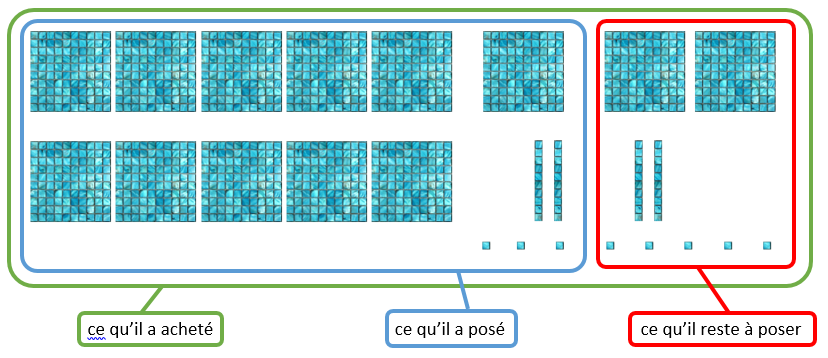 ce qu’il a acheté
ce qu’il a posé
ce qu’il reste à poser